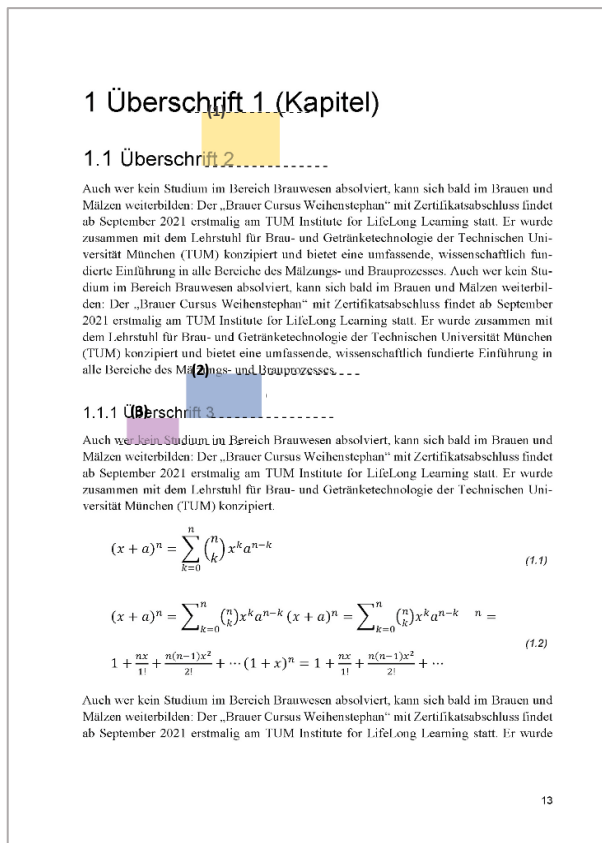 1 Überschrift 1 (Kapitel)
(1)
1.1 Überschrift 2
Auch wer kein Studium im Bereich Brauwesen absolviert, kann sich bald im Brauen und
Mälzen weiterbilden: Der „Brauer Cursus Weihenstephan“ mit Zertifikatsabschluss findet
ab September 2021 erstmalig am TUM Institute for LifeLong Learning statt. Er wurde
zusammen mit dem Lehrstuhl für Brau- und Getränketechnologie der Technischen Uni-
versität München (TUM) konzipiert und bietet eine umfassende, wissenschaftlich fun-
dierte Einführung in alle Bereiche des Mälzungs- und Brauprozesses. Auch wer kein Stu-
dium im Bereich Brauwesen absolviert, kann sich bald im Brauen und Mälzen weiterbil-
den: Der „Brauer Cursus Weihenstephan“ mit Zertifikatsabschluss findet ab September
2021 erstmalig am TUM Institute for LifeLong Learning statt. Er wurde zusammen mit
dem Lehrstuhl für Brau- und Getränketechnologie der Technischen Universität München
(TUM) konzipiert und bietet eine umfassende, wissenschaftlich fundierte Einführung in
alle Bereiche des Mälzungs- und Brauprozesses.
(2)
1.1.1 Überschrift 3
(3)
Auch wer kein Studium im Bereich Brauwesen absolviert, kann sich bald im Brauen und
Mälzen weiterbilden: Der „Brauer Cursus Weihenstephan“ mit Zertifikatsabschluss findet
ab September 2021 erstmalig am TUM Institute for LifeLong Learning statt. Er wurde
zusammen mit dem Lehrstuhl für Brau- und Getränketechnologie der Technischen Uni-
versität München (TUM) konzipiert.
(x + a)^n = ∑_{k=0}^{n} (n k) x^k a^{n−k} (1.1)
(x + a)^n = ∑_{k=0}^{n} (n k) x^k a^{n−k} (x + a)^n = ∑_{k=0}^{n} (n k) x^k a^{n−k} n =
(1.2)
1 + nx/1! + n(n−1)x²/2! + ⋯ (1 + x)^n = 1 + nx/1! + n(n−1)x²/2! + ⋯
Auch wer kein Studium im Bereich Brauwesen absolviert, kann sich bald im Brauen und
Mälzen weiterbilden: Der „Brauer Cursus Weihenstephan“ mit Zertifikatsabschluss findet
ab September 2021 erstmalig am TUM Institute for LifeLong Learning statt. Er wurde
13